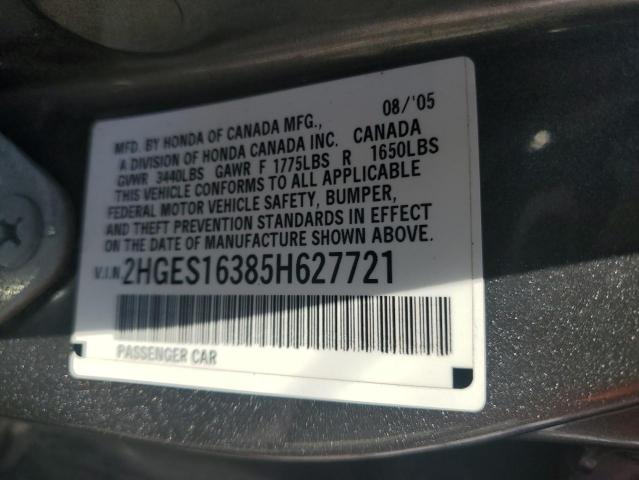 08/'05
MFD. BY HONDA OF CANADA MFG.,
A DIVISION OF HONDA CANADA INC. CANADA
GVWR 3440LBS GAWR F 1775LBS R 1650LBS
THIS VEHICLE CONFORMS TO ALL APPLICABLE
FEDERAL MOTOR VEHICLE SAFETY, BUMPER,
AND THEFT PREVENTION STANDARDS IN EFFECT
ON THE DATE OF MANUFACTURE SHOWN ABOVE.
V.I.N. 2HGES16385H627721
PASSENGER CAR